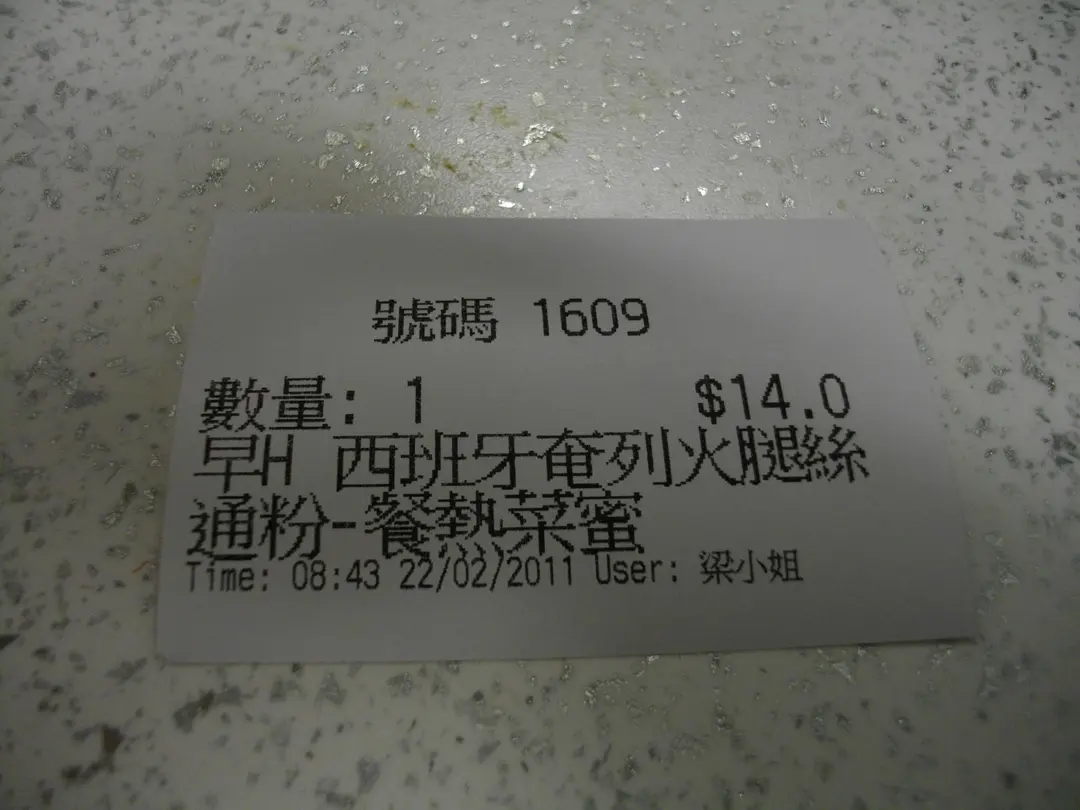 號碼 1609
數量: 1 $14.0
早H 西班牙奄列火腿絲
通粉-餐熱菜蜜
Time: 08:43 22/02/2011 User: 梁小姐